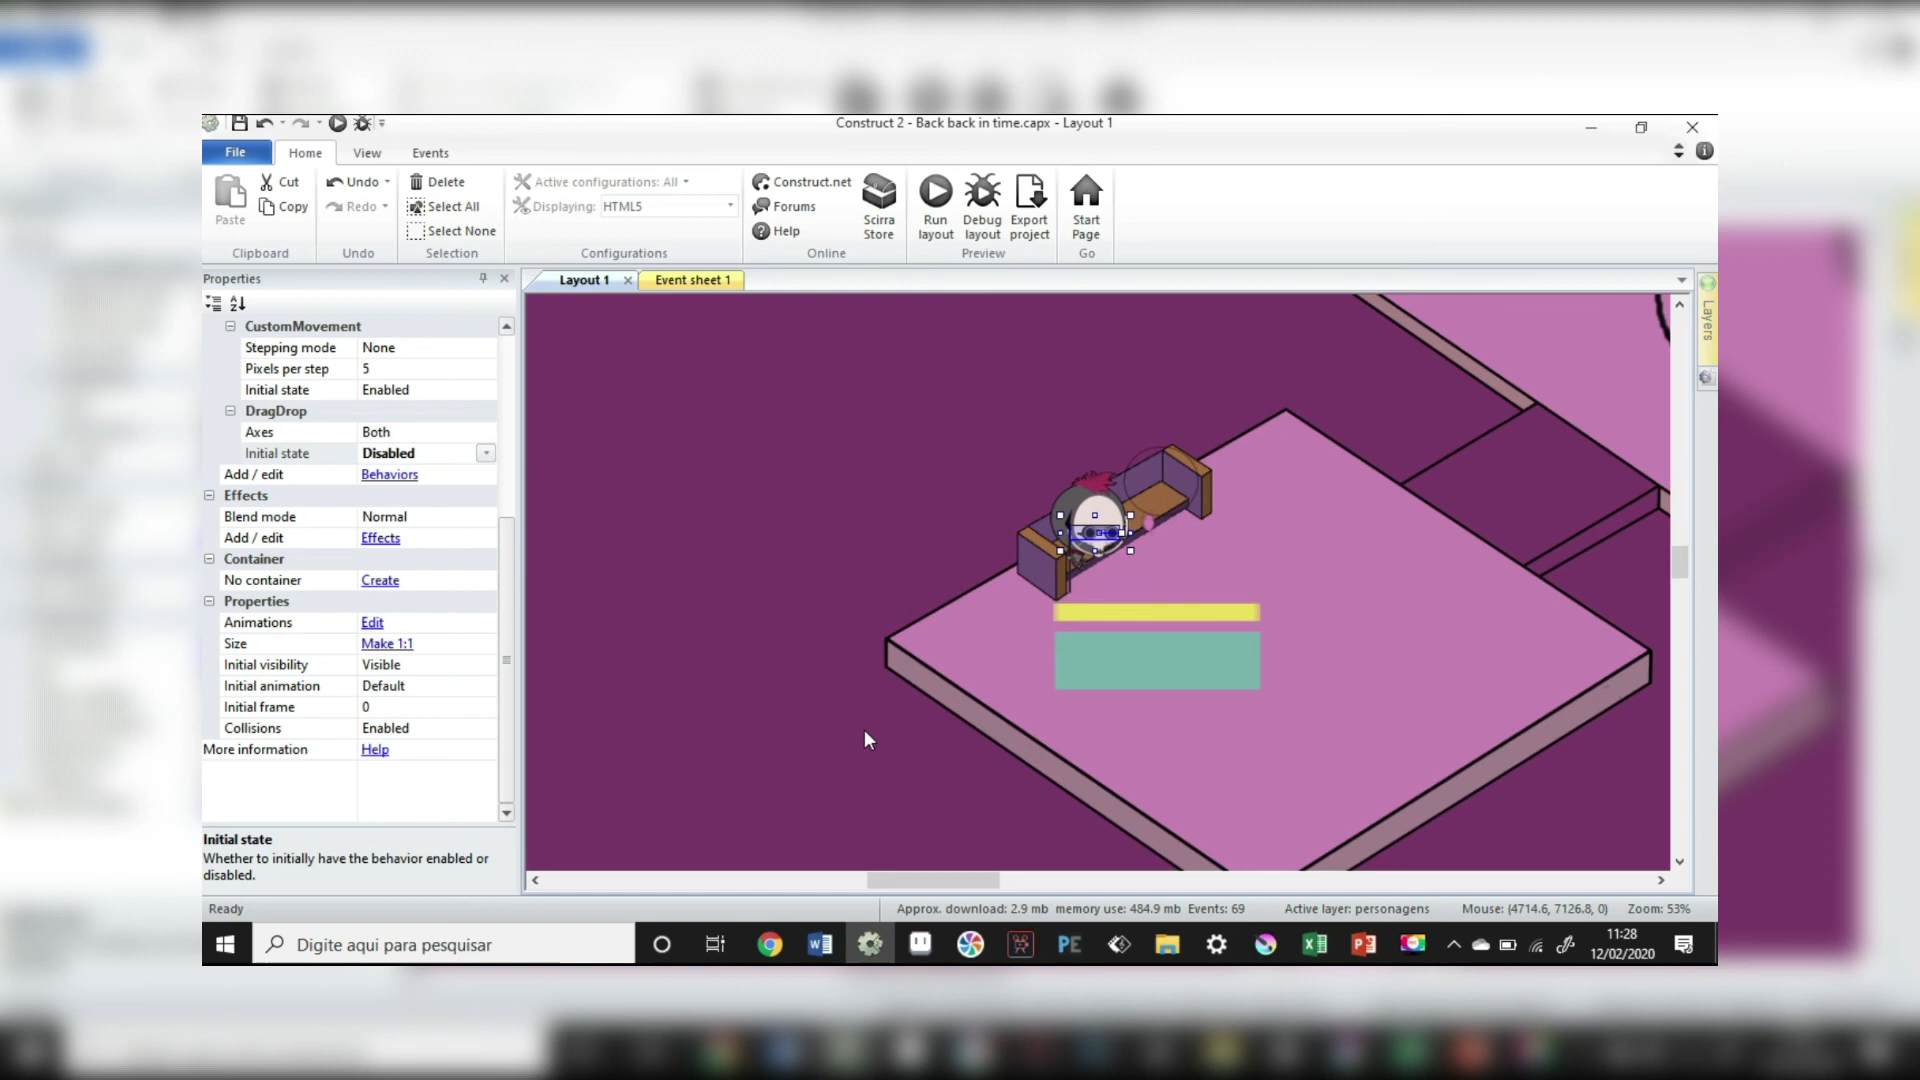 Construct 2 - Back back in time.capx - Layout 1
File Home View Events
Paste Cut Copy
Clipboard
Undo
Redo
Undo
Delete
Select All
Select None
Selection
Active configurations: All
Displaying: HTML5
Configurations
Construct.net
Forums
Help
Scirra Store
Online
Run layout
Debug layout
Export project
Preview
Start Page
Go
Properties
Layout 1
Event sheet 1
Layers
CustomMovement
Stepping mode None
Pixels per step 5
Initial state Enabled
DragDrop
Axes Both
Initial state Disabled
Add / edit Behaviors
Effects
Blend mode Normal
Add / edit Effects
Container
No container Create
Properties
Animations Edit
Size Make 1:1
Initial visibility Visible
Initial animation Default
Initial frame 0
Collisions Enabled
More information Help
Initial state
Whether to initially have the behavior enabled or
disabled.
Ready
Approx. download: 2.9 mb memory use: 484.9 mb Events: 69 Active layer: personagens Mouse: (4714.6, 7126.8, 0) Zoom: 53%
Digite aqui para pesquisar
PE
11:28
12/02/2020